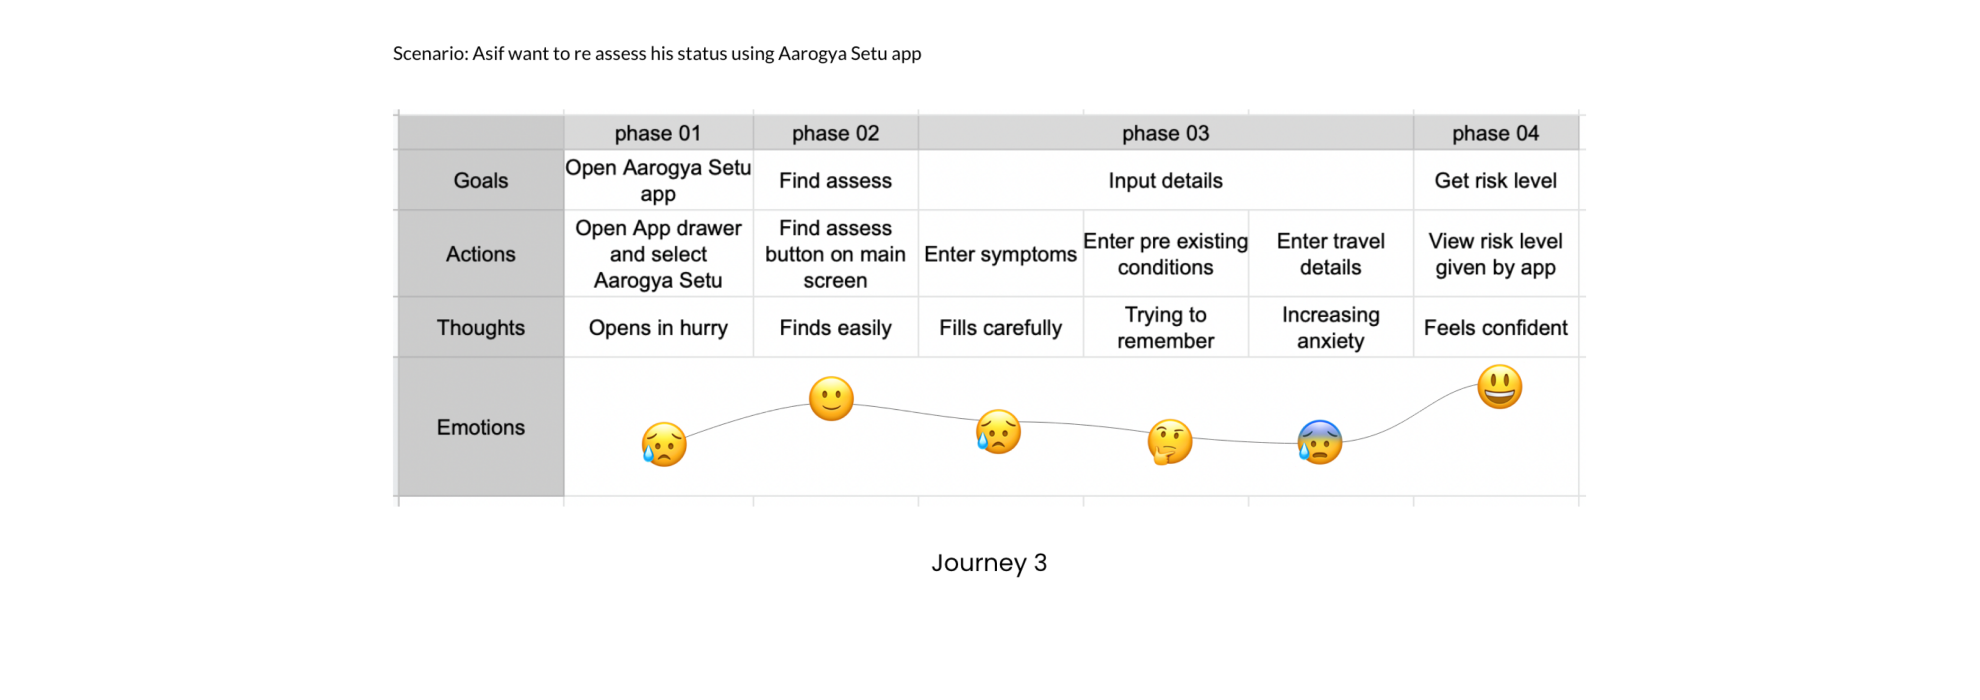 Scenario: Asif want to re assess his status using Aarogya Setu app
phase 01 phase 02 phase 03 phase 04
Goals
Open Aarogya Setu
app
Find assess
Input details
Get risk level
Actions
Open App drawer
and select
Aarogya Setu
Find assess
button on main
screen
Enter symptoms
Enter pre existing
conditions
Enter travel
details
View risk level
given by app
Thoughts
Opens in hurry
Finds easily
Fills carefully
Trying to
remember
Increasing
anxiety
Feels confident
Emotions
Journey 3